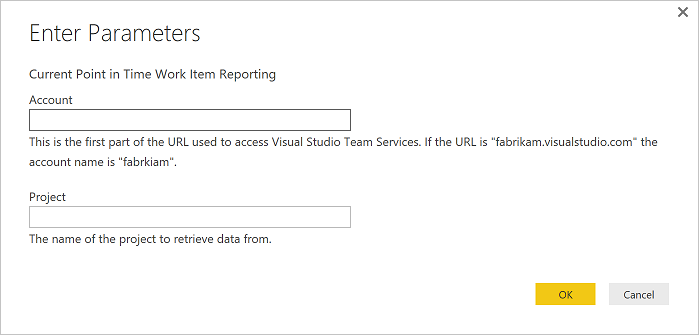 Enter Parameters
Current Point in Time Work Item Reporting
Account
This is the first part of the URL used to access Visual Studio Team Services. If the URL is "fabrikam.visualstudio.com" the
account name is "fabrkiam".
Project
The name of the project to retrieve data from.
OK
Cancel